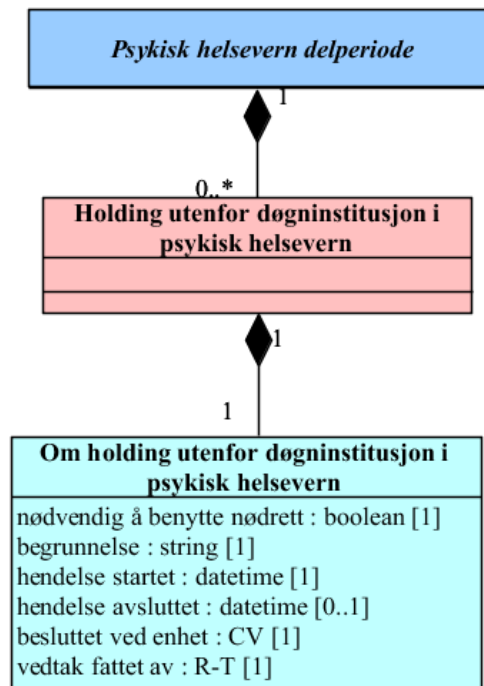 Psykisk helsevern delperiode
1
0..*
Holding utenfor døgninstitusjon i
psykisk helsevern
1
1
Om holding utenfor døgninstitusjon i
psykisk helsevern
nødvendig å benytte nødrett : boolean [1]
begrunnelse : string [1]
hendelse startet : datetime [1]
hendelse avsluttet : datetime [0..1]
besluttet ved enhet : CV [1]
vedtak fattet av : R-T [1]